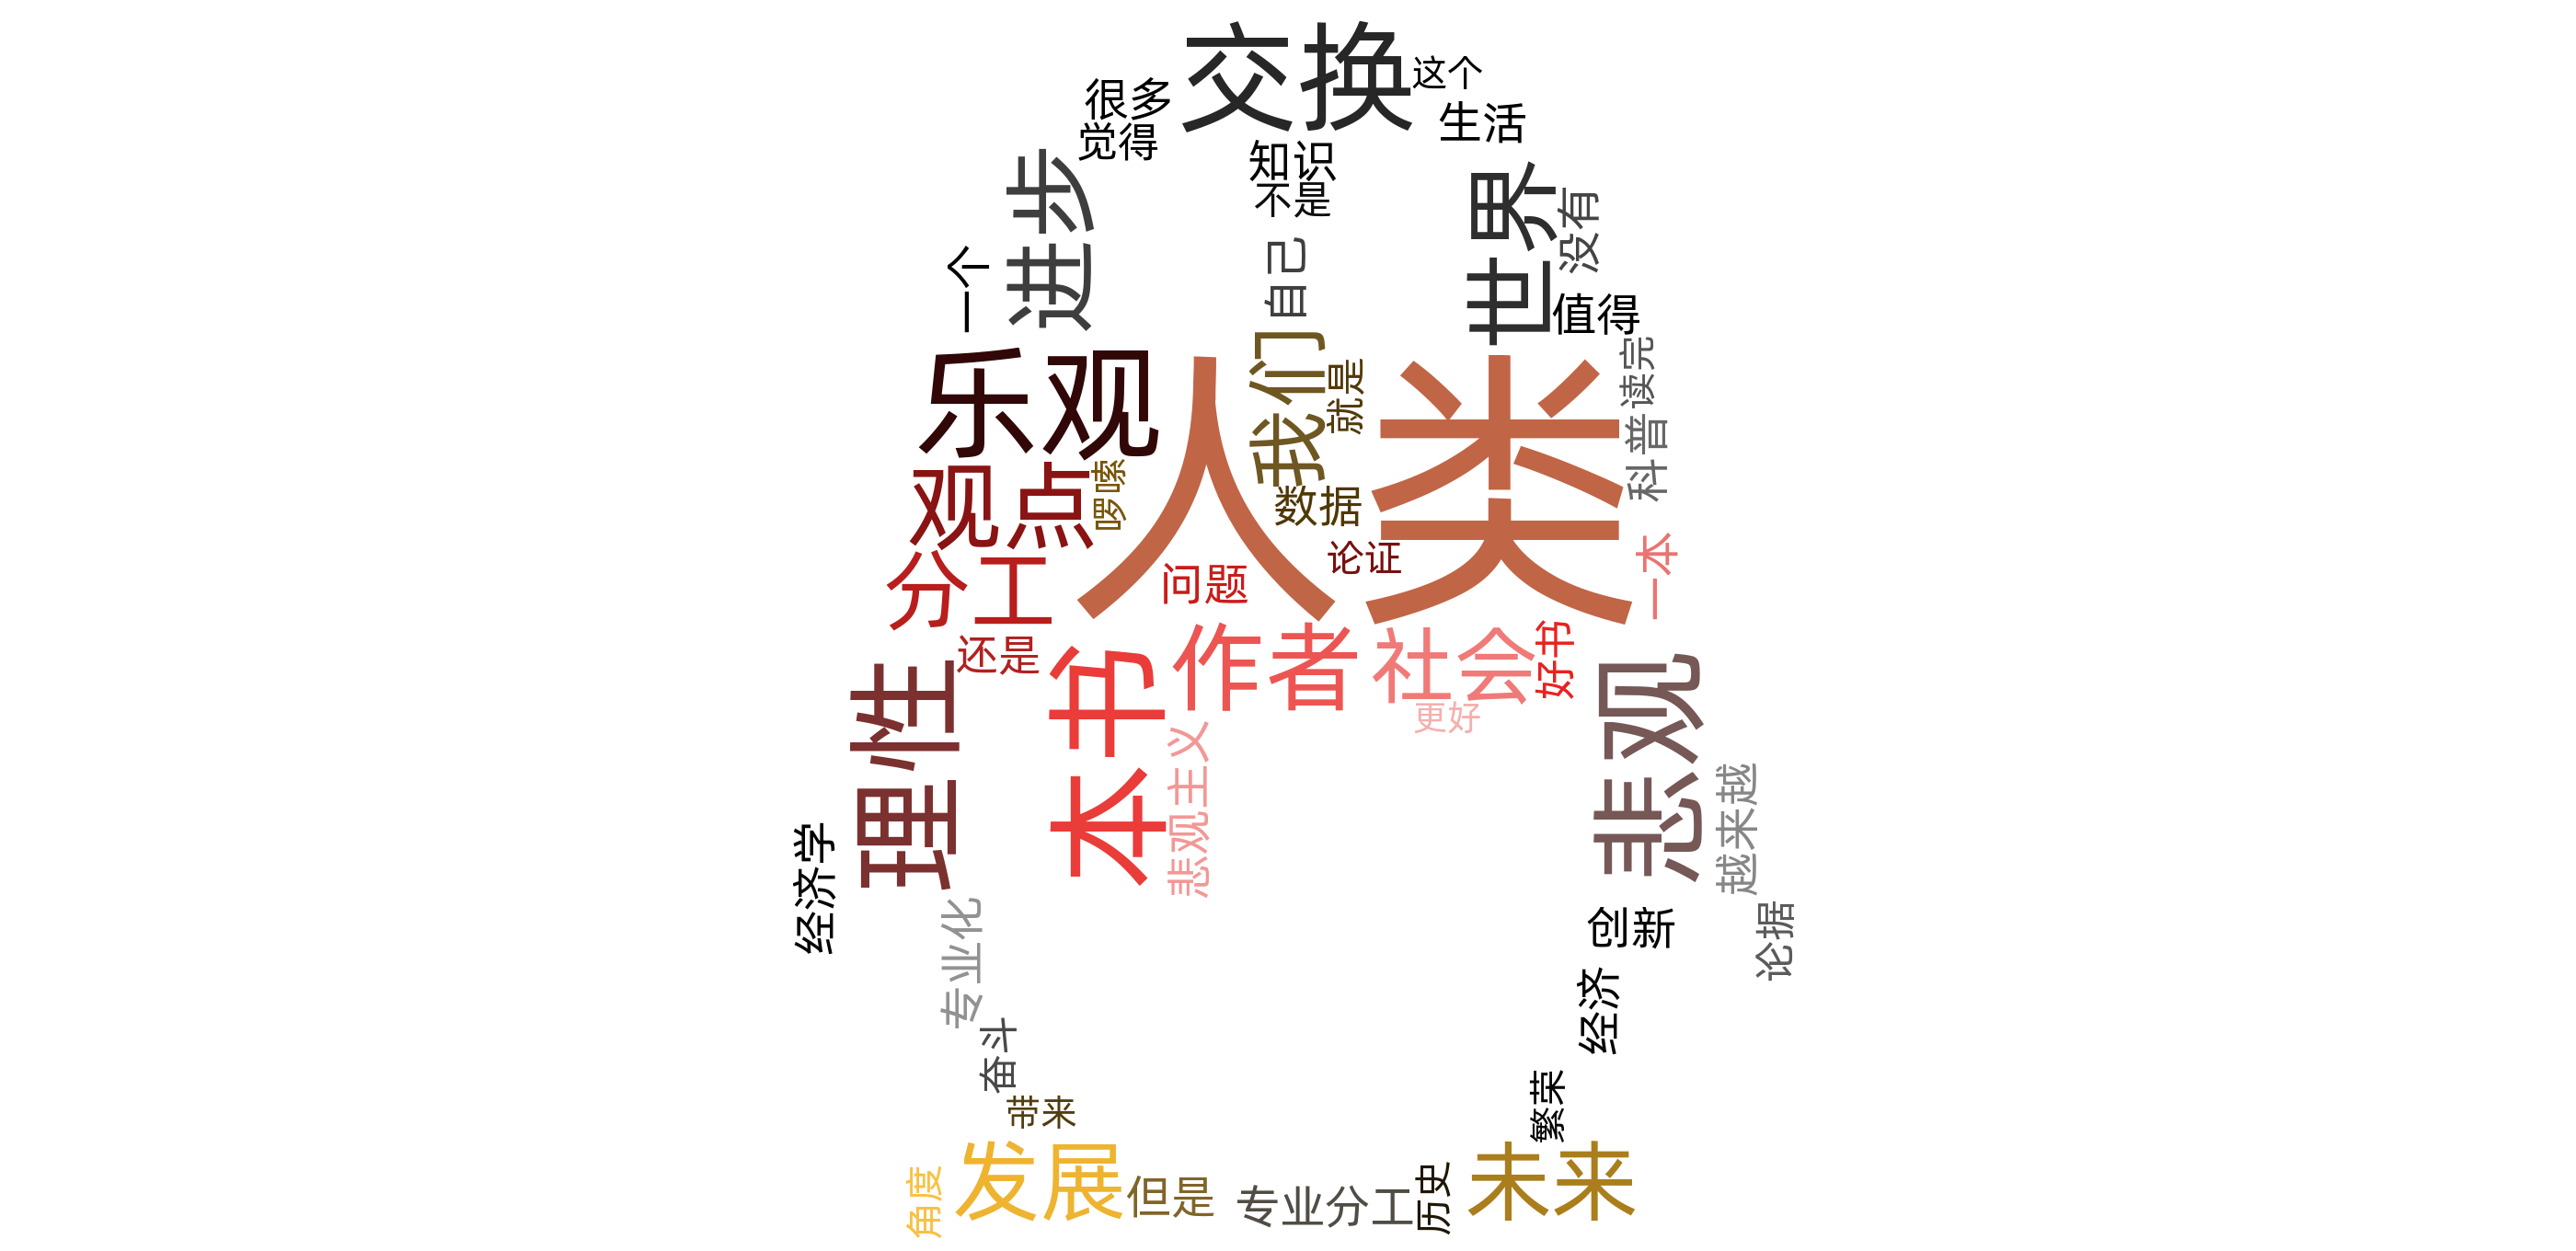 交换
这个
很多
生活
觉得
知识
不是
进步
世界
没有
一个
自己
值得
乐观
人类
我们
就是
读完
科普
观点
啰嗦
数据
论证
一本
分工
问题
还是
本书
作者
社会
好书
更好
理性
悲观主义
悲观
越来越
经济学
专业化
创新
论据
经济
奋斗
带来
繁荣
发展
角度
但是
专业分工
历史
未来